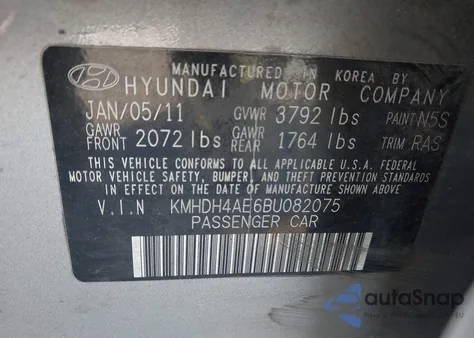 MANUFACTURED IN KOREA BY
HYUNDAI MOTOR COMPANY
JAN/05/11 GVWR 3792 lbs PAINT N5S
GAWR FRONT 2072 lbs GAWR REAR 1764 lbs TRIM RAS
THIS VEHICLE CONFORMS TO ALL APPLICABLE U.S.A. FEDERAL
MOTOR VEHICLE SAFETY, BUMPER, AND THEFT PREVENTION STANDARDS
IN EFFECT ON THE DATE OF MANUFACTURE SHOWN ABOVE.
V.I.N KMHDH4AE6BU082075
PASSENGER CAR
autaSnap